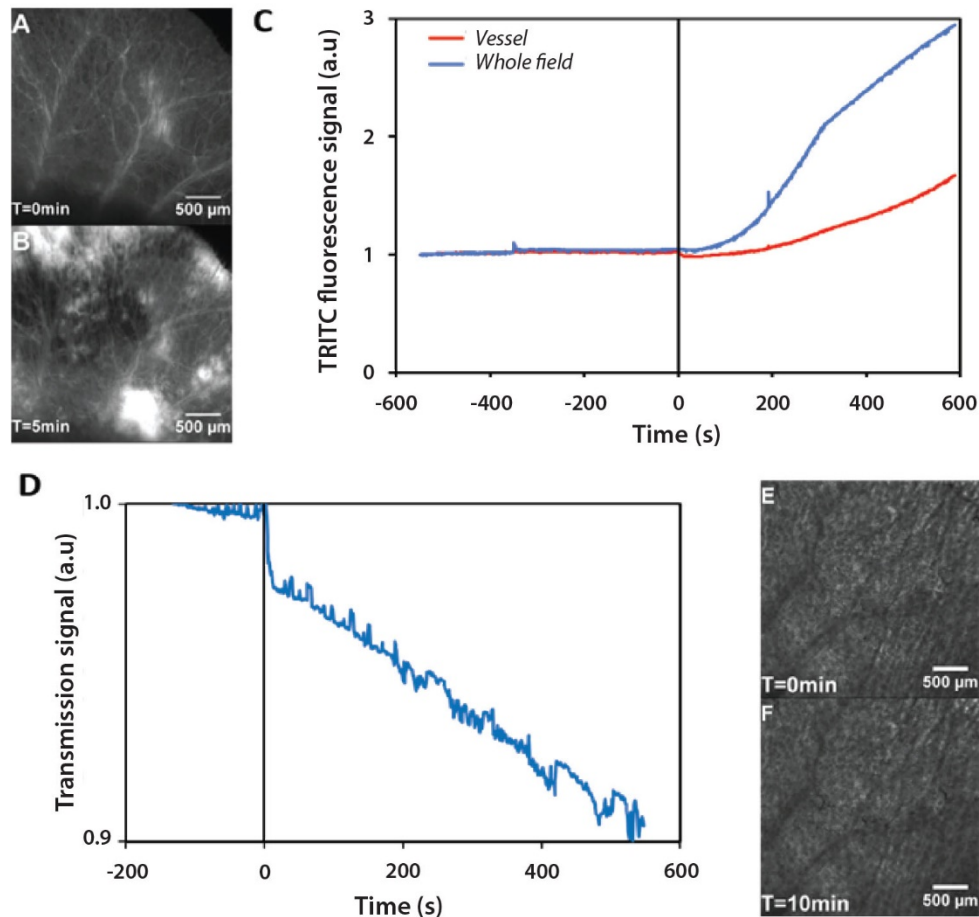 A
T=0min
500 µm
B
T=5min
500 µm
C
TRITC fluorescence signal (a.u)
3
2
1
0
Vessel
Whole field
-600
-400
-200
0
200
400
600
Time (s)
D
Transmission signal (a.u)
1.0
0.9
-200
0
200
400
600
Time (s)
E
T=0min
500 µm
F
T=10min
500 µm